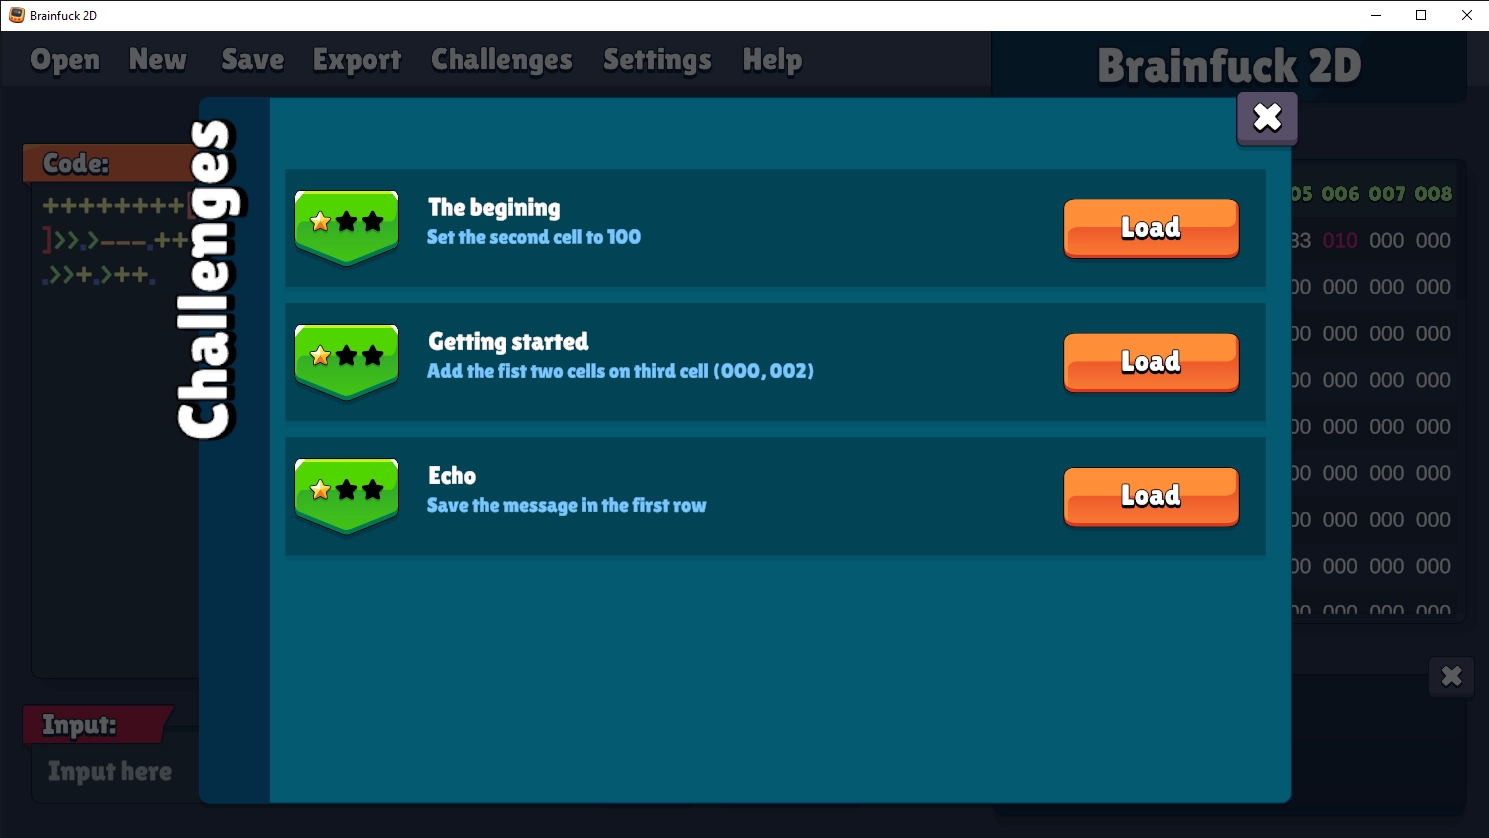 Brainfuck 2D
Open New Save Export Challenges Settings Help
Brainfuck 2D
Challenges
Code:
++++++++[
]>>.>---.++
.>>+.>++.
The begining
Set the second cell to 100
Load
Getting started
Add the fist two cells on third cell (000,002)
Load
Echo
Save the message in the first row
Load
05 006 007 008
33 010 000 000
00 000 000 000
00 000 000 000
00 000 000 000
00 000 000 000
00 000 000 000
00 000 000 000
00 000 000 000
00 000 000 000
Input:
Input here